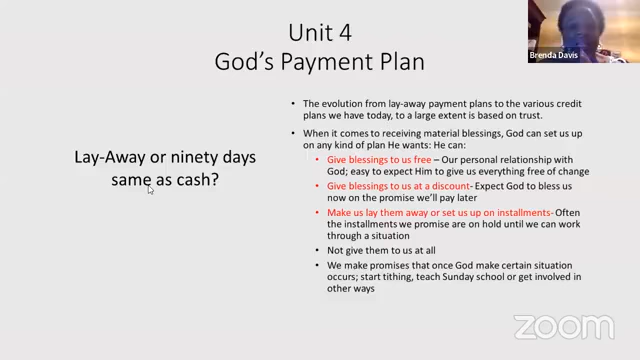 Unit 4
God's Payment Plan
Brenda Davis
Lay-Away or ninety days
same as cash?
• The evolution from lay-away payment plans to the various credit
plans we have today, to a large extent is based on trust.
• When it comes to receiving material blessings, God can set us up
on any kind of plan He wants: He can:
• Give blessings to us free – Our personal relationship with
God; easy to expect Him to give us everything free of change
• Give blessings to us at a discount- Expect God to bless us
now on the promise we'll pay later
• Make us lay them away or set us up on installments- Often
the installments we promise are on hold until we can work
through a situation
• Not give them to us at all
• We make promises that once God make certain situation
occurs; start tithing, teach Sunday school or get involved in
other ways
zoom